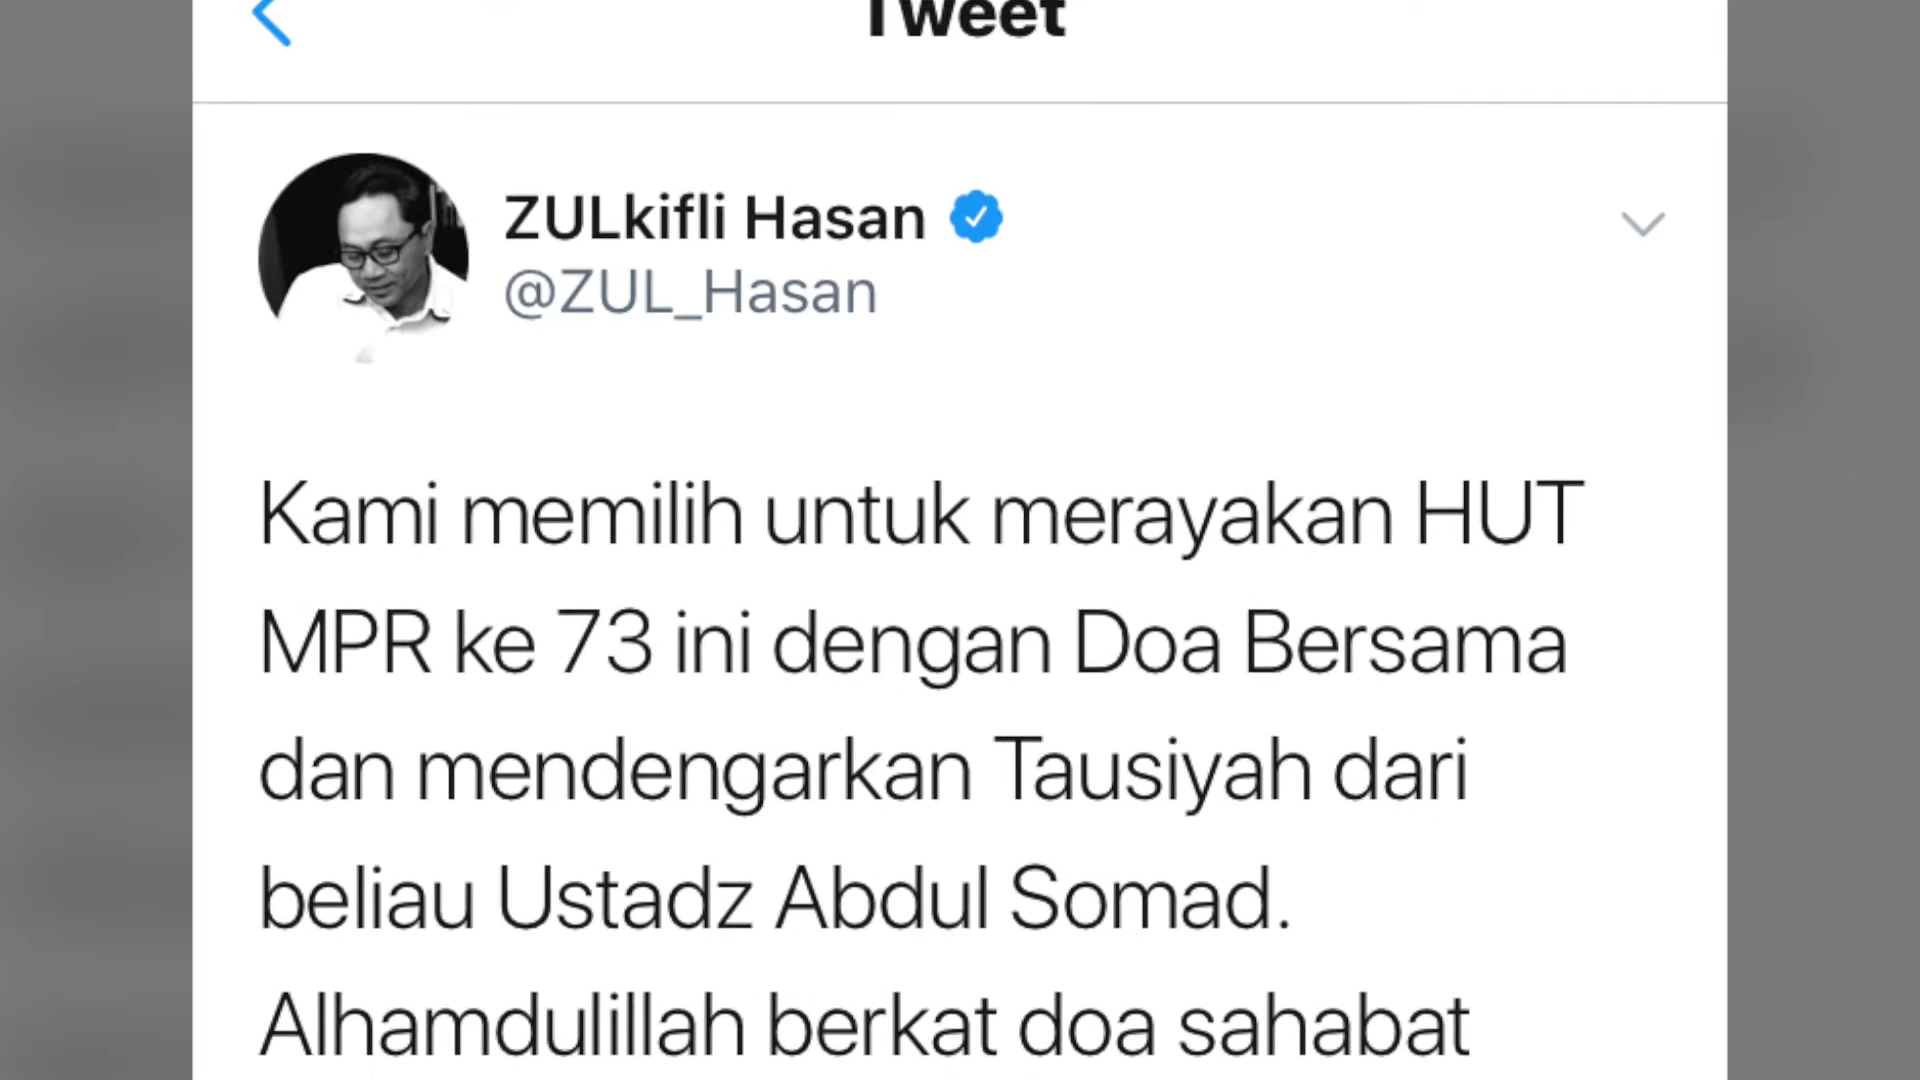 Tweet
ZULkifli Hasan
@ZUL_Hasan
Kami memilih untuk merayakan HUT
MPR ke 73 ini dengan Doa Bersama
dan mendengarkan Tausiyah dari
beliau Ustadz Abdul Somad.
Alhamdulillah berkat doa sahabat